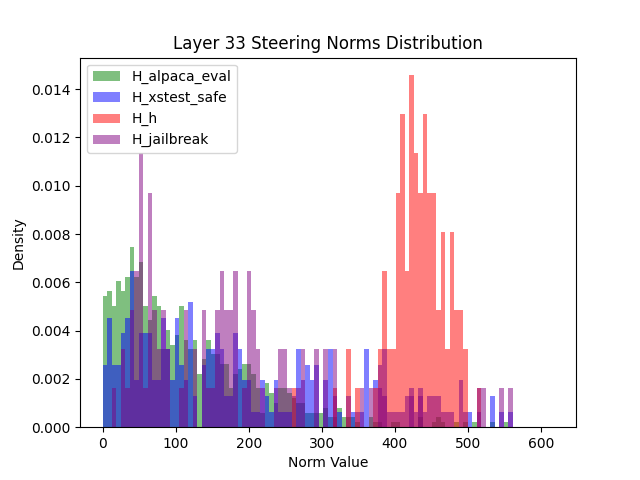 Layer 33 Steering Norms Distribution
H_alpaca_eval
H_xstest_safe
H_h
H_jailbreak
Density
0.014
0.012
0.010
0.008
0.006
0.004
0.002
0.000
0 100 200 300 400 500 600
Norm Value